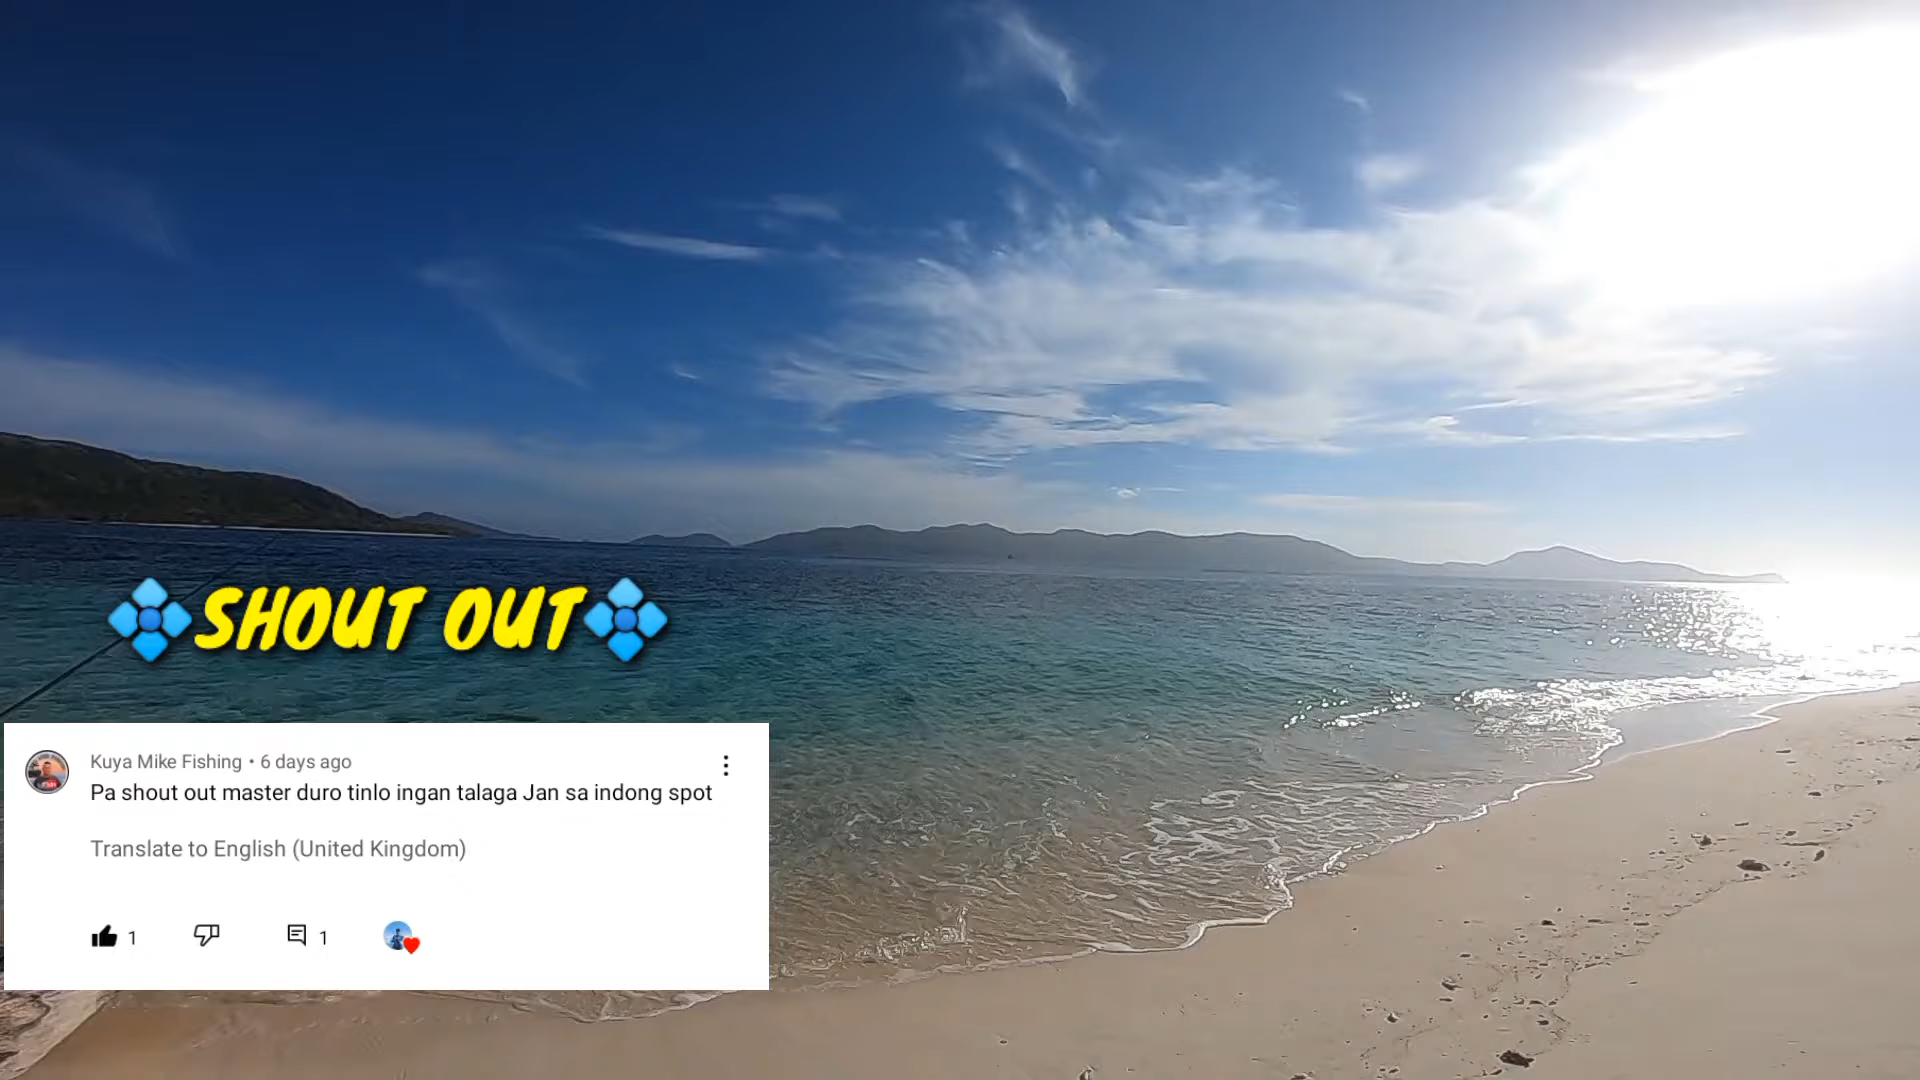 💠SHOUT OUT💠
Kuya Mike Fishing • 6 days ago
Pa shout out master duro tinlo ingan talaga Jan sa indong spot
Translate to English (United Kingdom)
1
1